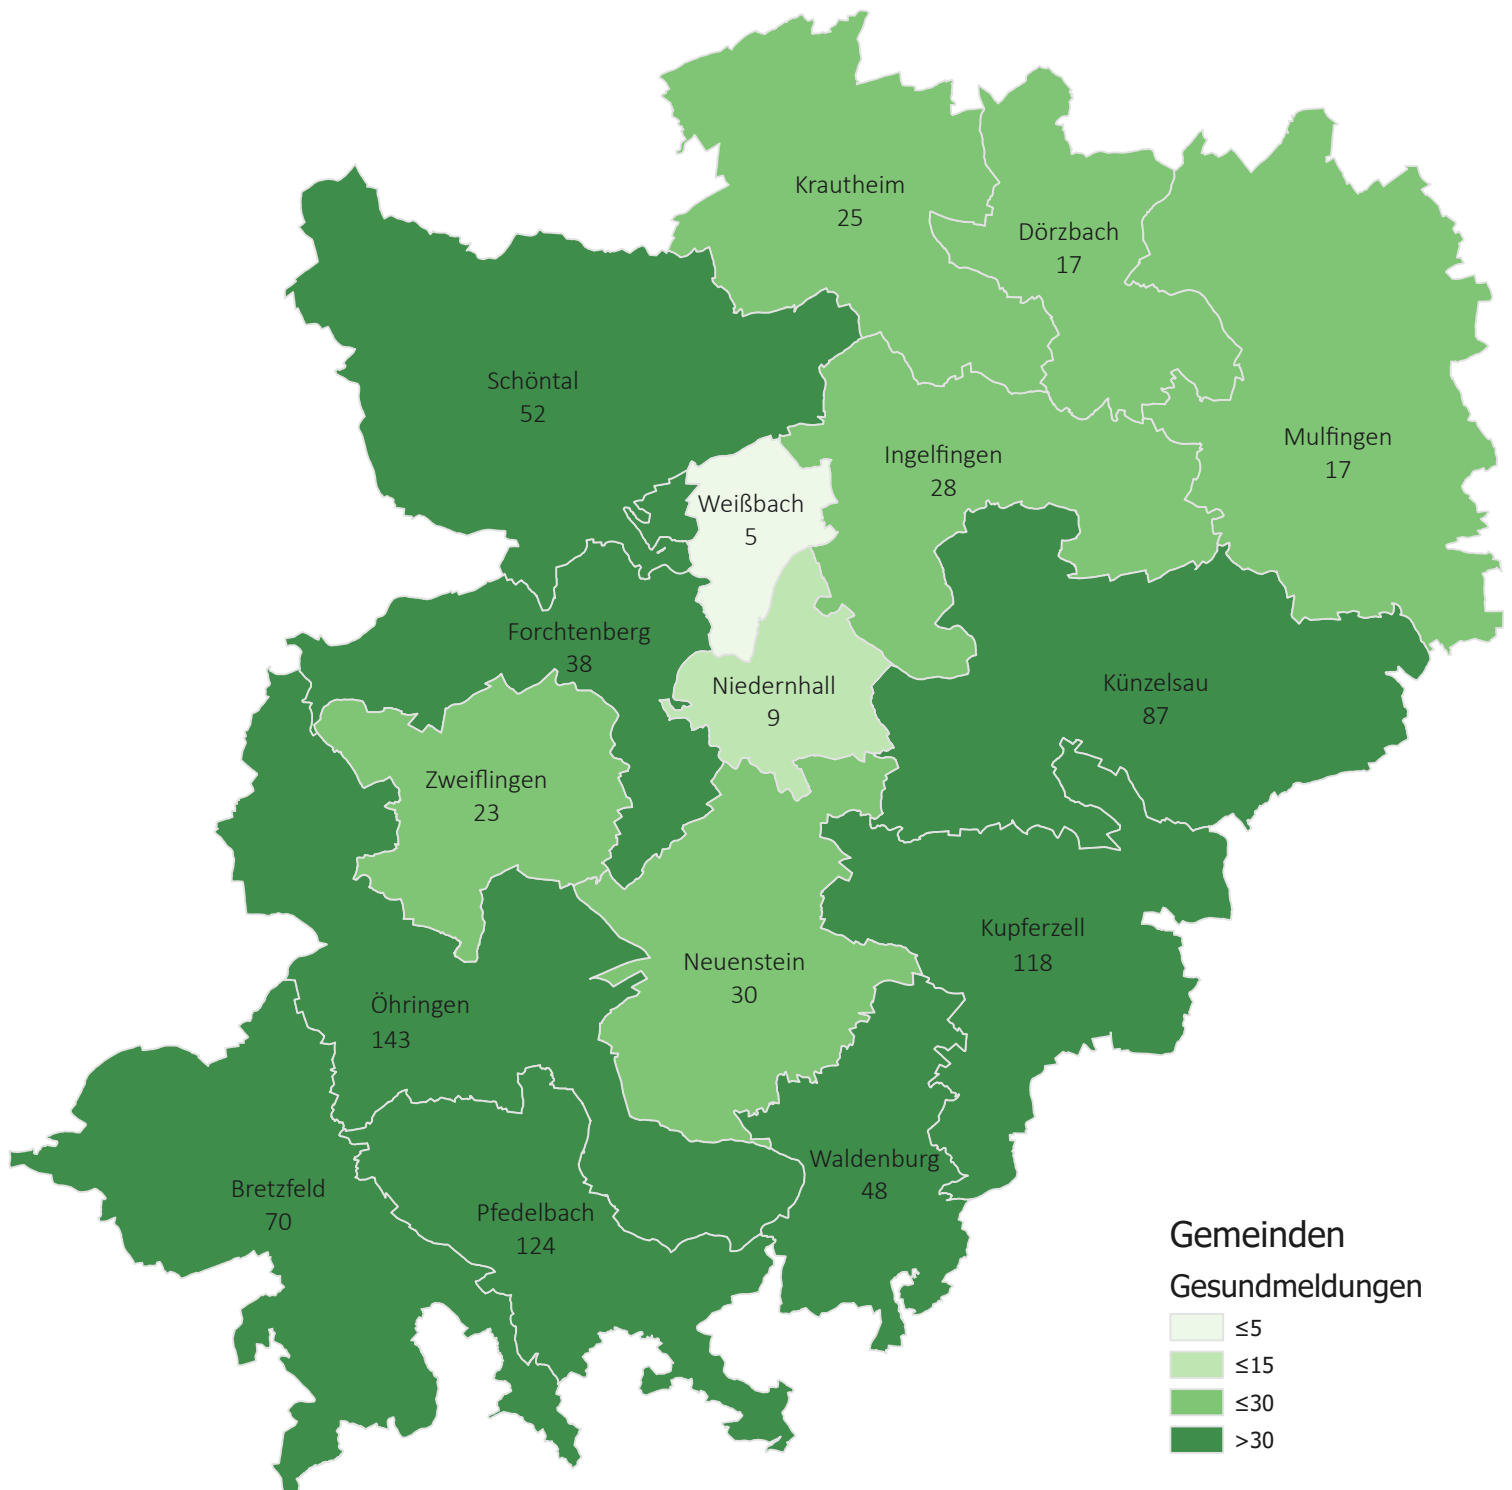 Krautheim
25
Dörzbach
17
Schöntal
52
Mulfingen
17
Ingelfingen
28
Weißbach
5
Forchtenberg
38
Niedernhall
9
Künzelsau
87
Zweiflingen
23
Kupferzell
118
Neuenstein
30
Öhringen
143
Waldenburg
48
Bretzfeld
70
Pfedelbach
124
Gemeinden
Gesundmeldungen
≤5
≤15
≤30
>30